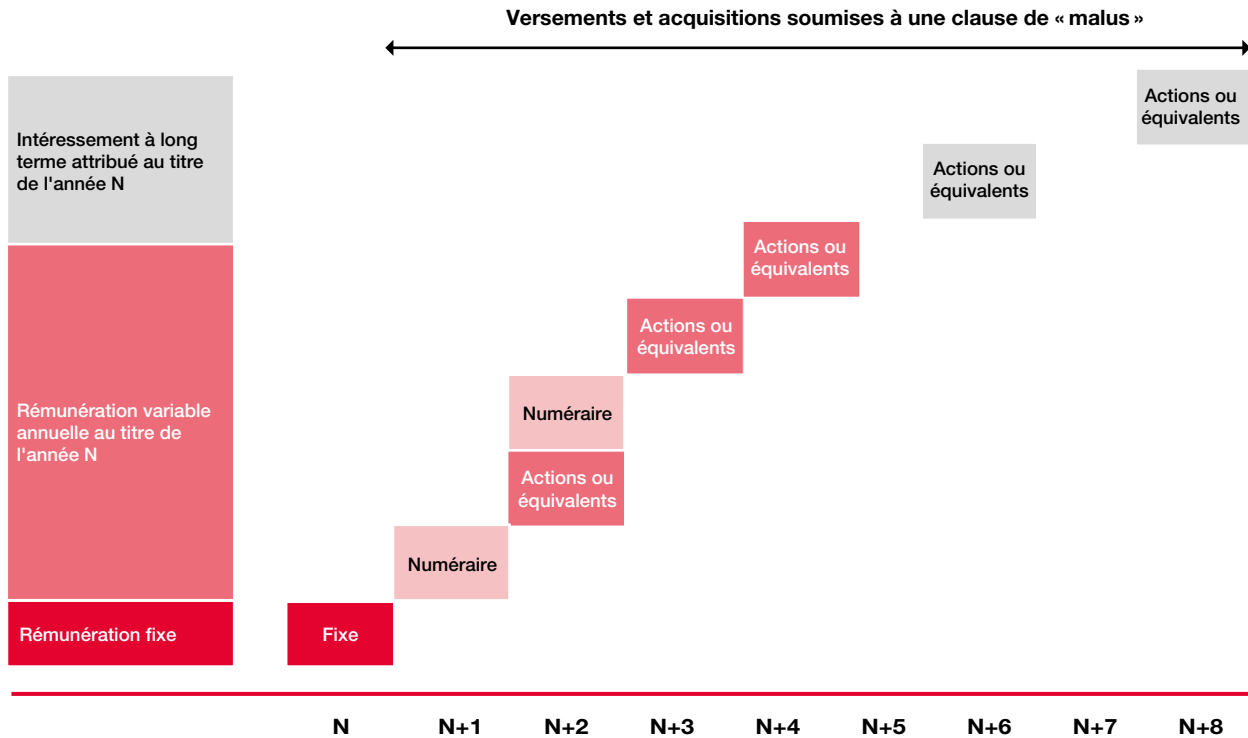 Versements et acquisitions soumises à une clause de « malus »
Intéressement à long
terme attribué au titre
de l'année N
Rémunération variable
annuelle au titre de
l'année N
Rémunération fixe
Fixe
Numéraire
Numéraire
Actions ou
équivalents
Actions ou
équivalents
Actions ou
équivalents
Actions ou
équivalents
Actions ou
équivalents
N N+1 N+2 N+3 N+4 N+5 N+6 N+7 N+8